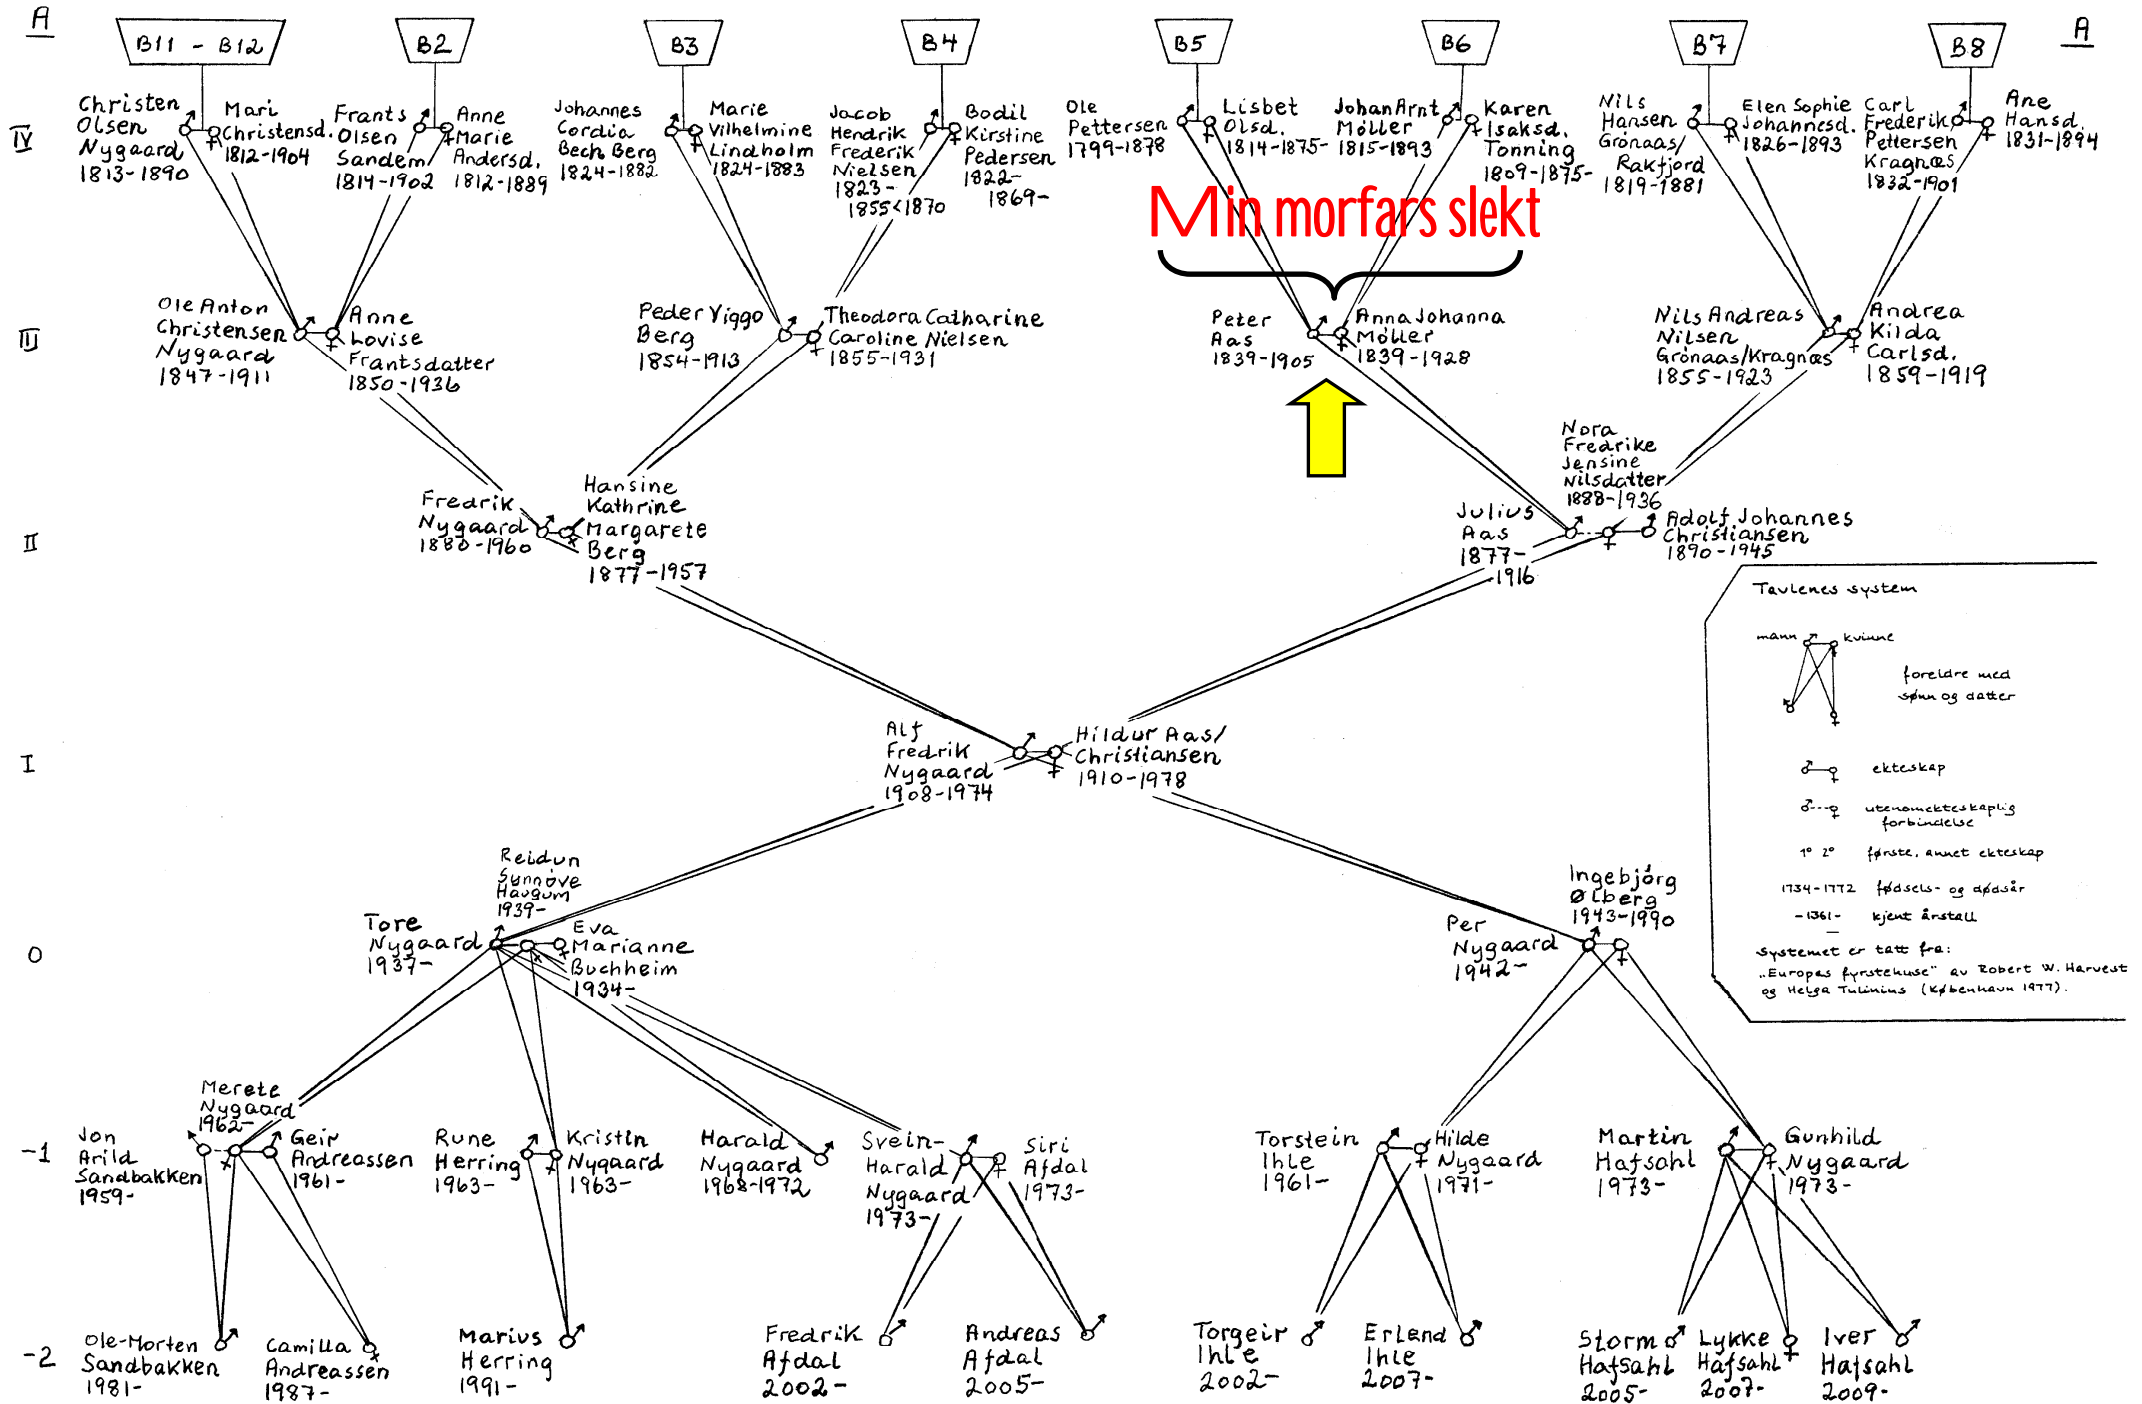 A
A
B11 - B12
B2
B3
B4
B5
B6
B7
B8
IV
Christen
Olsen
Nygaard
1813-1890
Mari
Christensd.
1812-1904
Frants
Olsen
Sandem
1814-1902
Anne
Marie
Andersd.
1812-1889
Johannes
Cordia
Bech Berg
1824-1882
Marie
Vilhelmine
Lindholm
1824-1883
Jacob
Hendrik
Frederik
Nielsen
1823-
1855<1870
Bodil
Kirstine
Pedersen
1822-
1869-
Ole
Pettersen
1799-1878
Lisbet
Olsd.
1814-1875-
Johan Arnt
Möller
1815-1893
Karen
Isaksd.
Tonning
1809-1875-
Nils
Hansen
Grönaas/
Rakfjord
1819-1881
Elen Sophie
Johannesd.
1826-1893
Carl
Frederik
Pettersen
Kragnæs
1832-1901
Ane
Hansd.
1831-1894
Min morfars slekt
III
Ole Anton
Christensen
Nygaard
1847-1911
Anne
Lovise
Frantsdatter
1850-1936
Peder Viggo
Berg
1854-1913
Theodora Catharine
Caroline Nielsen
1855-1931
Peter
Aas
1839-1905
Anna Johanna
Möller
1839-1928
Nils Andreas
Nilsen
Grönaas/Kragnæs
1855-1923
Andrea
Kilda
Carlsd.
1859-1919
II
Fredrik
Nygaard
1880-1960
Hansine
Kathrine
Margarete
Berg
1877-1957
Julius
Aas
1877-
-1916
Nora
Fredrike
Jensine
Nilsdatter
1888-1936
Adolf Johannes
Christiansen
1890-1945
Tavlenes system
mann
kvinne
foreldre med
sønn og datter
ekteskap
utenomekteskaplig
forbindelse
1° 2° første, annet ekteskap
1734-1772 fødsels- og dødsår
-1361- kjent årstall
Systemet er tatt fra:
„Europas fyrstehuse" av Robert W. Harvest
og Helga Tulinius (København 1977).
I
Alf
Fredrik
Nygaard
1908-1974
Hildur Aas/
Christiansen
1910-1978
O
Tore
Nygaard
1937-
Reidun
Synnöve
Haugum
1939-
Eva
Marianne
Buchheim
1934-
Per
Nygaard
1942-
Ingebjörg
Ølberg
1943-1990
-1
Jon
Arild
Sandbakken
1959-
Merete
Nygaard
1962-
Geir
Andreassen
1961-
Rune
Herring
1963-
Kristin
Nygaard
1963-
Harald
Nygaard
1968-1972
Svein-
Harald
Nygaard
1973-
Siri
Afdal
1973-
Torstein
Ihle
1961-
Hilde
Nygaard
1971-
Martin
Hafsahl
1973-
Gunhild
Nygaard
1973-
-2
Ole-Morten
Sandbakken
1981-
Camilla
Andreassen
1987-
Marius
Herring
1991-
Fredrik
Afdal
2002-
Andreas
Afdal
2005-
Torgeir
Ihle
2002-
Erlend
Ihle
2007-
Storm
Hafsahl
2005-
Lykke
Hafsahl
2007-
Iver
Hafsahl
2009-